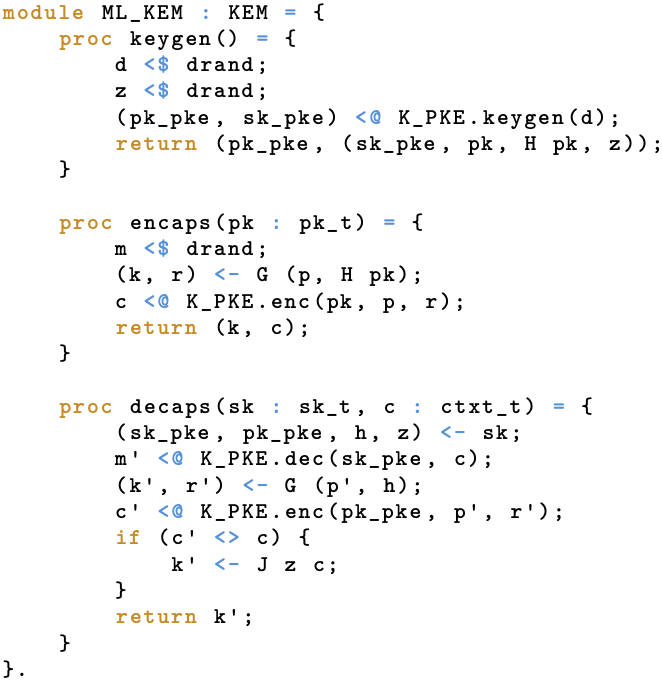 module ML_KEM : KEM = {
    proc keygen() = {
        d <$ drand;
        z <$ drand;
        (pk_pke, sk_pke) <@ K_PKE.keygen(d);
        return (pk_pke, (sk_pke, pk, H pk, z));
    }

    proc encaps(pk : pk_t) = {
        m <$ drand;
        (k, r) <- G (p, H pk);
        c <@ K_PKE.enc(pk, p, r);
        return (k, c);
    }

    proc decaps(sk : sk_t, c : ctxt_t) = {
        (sk_pke, pk_pke, h, z) <- sk;
        m' <@ K_PKE.dec(sk_pke, c);
        (k', r') <- G (p', h);
        c' <@ K_PKE.enc(pk_pke, p', r');
        if (c' <> c) {
            k' <- J z c;
        }
        return k';
    }
}.